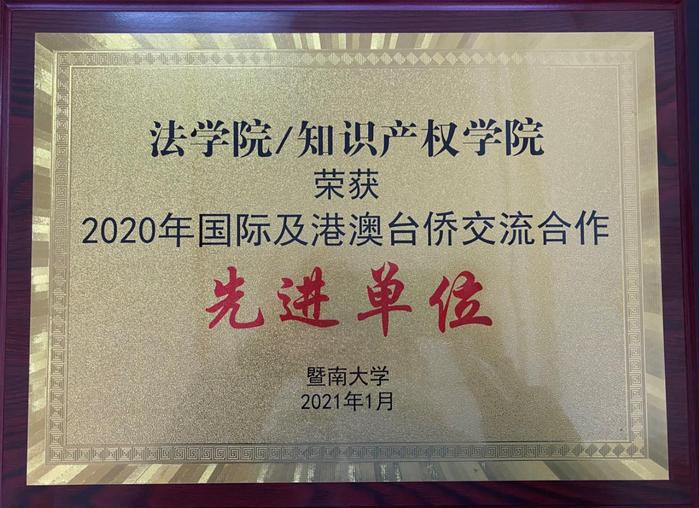 法学院/知识产权学院
荣获
2020年国际及港澳台侨交流合作
先进单位
暨南大学
2021年1月